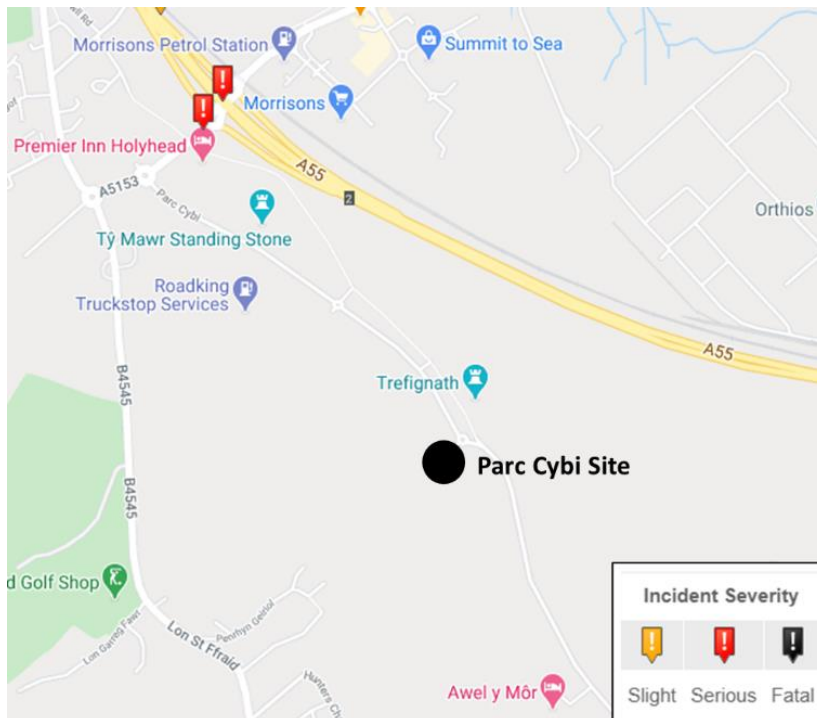 Morrisons Petrol Station
Summit to Sea
Morrisons
Premier Inn Holyhead
A55
A5153
Parc Cybi
2
Orthios
Tŷ Mawr Standing Stone
Roadking
Truckstop Services
A55
B4545
Trefignath
Parc Cybi Site
B4545
d Golf Shop
Penrhyn Geiriol
Lon Garreg Fawr
Lon St Ffraid
Hunters Ch
Awel y Môr
Incident Severity
Slight Serious Fatal